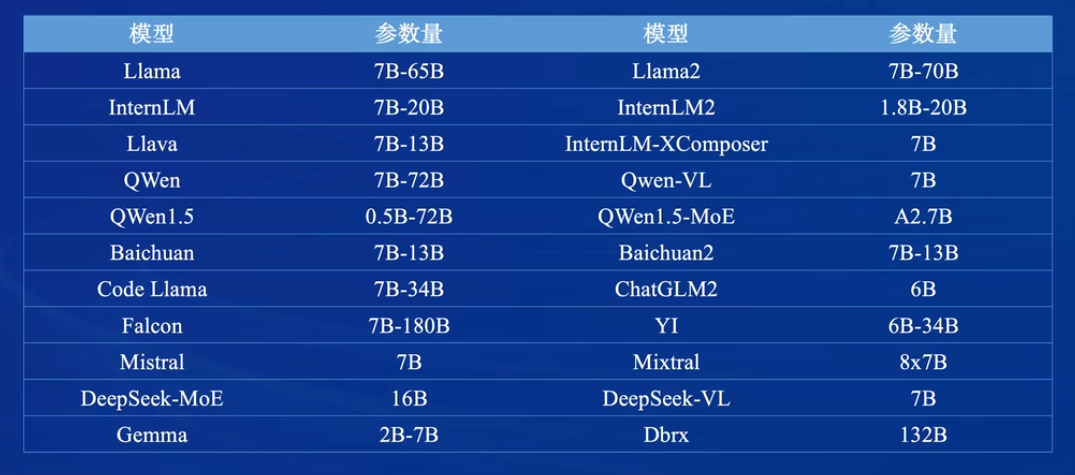 模型 参数量 模型 参数量
Llama 7B-65B Llama2 7B-70B
InternLM 7B-20B InternLM2 1.8B-20B
Llava 7B-13B InternLM-XComposer 7B
QWen 7B-72B Qwen-VL 7B
QWen1.5 0.5B-72B QWen1.5-MoE A2.7B
Baichuan 7B-13B Baichuan2 7B-13B
Code Llama 7B-34B ChatGLM2 6B
Falcon 7B-180B YI 6B-34B
Mistral 7B Mixtral 8x7B
DeepSeek-MoE 16B DeepSeek-VL 7B
Gemma 2B-7B Dbrx 132B